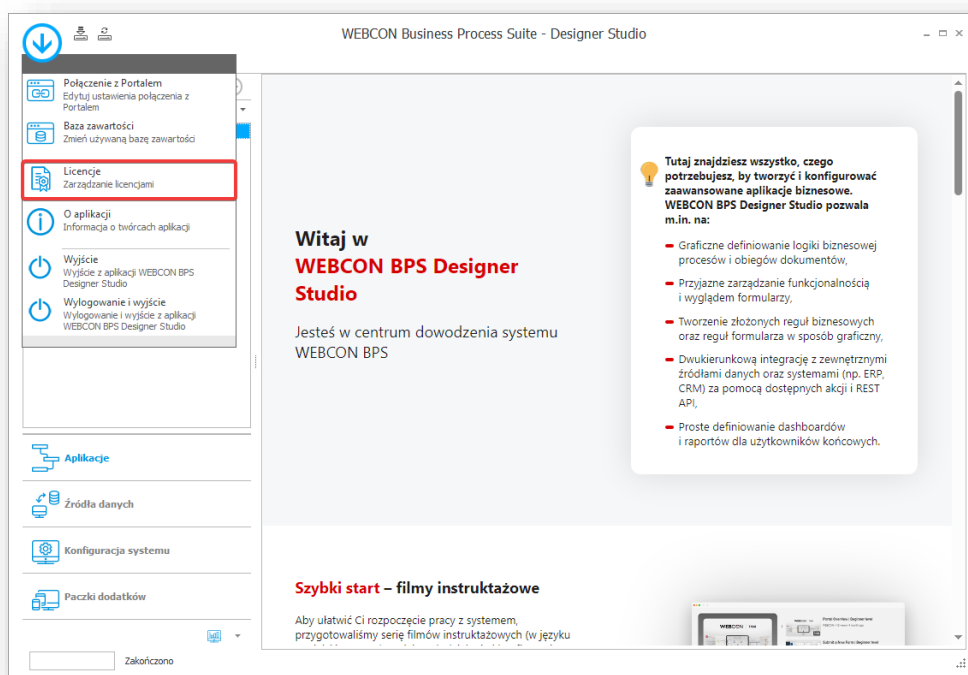 WEBCON Business Process Suite - Designer Studio
Połączenie z Portalem
Edytuj ustawienia połączenia z
Portalem
Baza zawartości
Zmień używaną bazę zawartości
Licencje
Zarządzanie licencjami
O aplikacji
Informacja o twórcach aplikacji
Wyjście
Wyjście z aplikacji WEBCON BPS
Designer Studio
Wylogowanie i wyjście
Wylogowanie i wyjście z aplikacji
WEBCON BPS Designer Studio
Aplikacje
Źródła danych
Konfiguracja systemu
Paczki dodatków
Zakończono
Witaj w
WEBCON BPS Designer
Studio
Jesteś w centrum dowodzenia systemu
WEBCON BPS
Tutaj znajdziesz wszystko, czego
potrzebujesz, by tworzyć i konfigurować
zaawansowane aplikacje biznesowe.
WEBCON BPS Designer Studio pozwala
m.in. na:
Graficzne definiowanie logiki biznesowej
procesów i obiegów dokumentów,
Przyjazne zarządzanie funkcjonalnością
i wyglądem formularzy,
Tworzenie złożonych reguł biznesowych
oraz reguł formularza w sposób graficzny,
Dwukierunkową integrację z zewnętrznymi
źródłami danych oraz systemami (np. ERP,
CRM) za pomocą dostępnych akcji i REST
API,
Proste definiowanie dashboardów
i raportów dla użytkowników końcowych.
Szybki start – filmy instruktażowe
Aby ułatwić Ci rozpoczęcie pracy z systemem,
przygotowaliśmy serię filmów instruktażowych (w języku
WEBCON